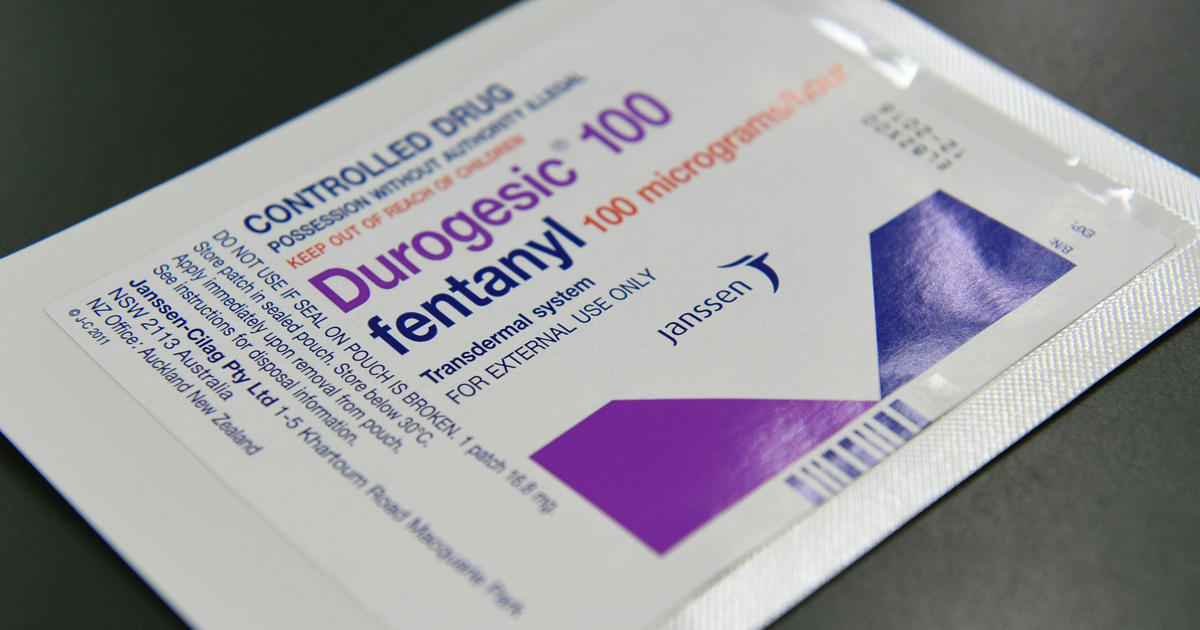 CONTROLLED DRUG
POSSESSION WITHOUT AUTHORITY ILLEGAL
KEEP OUT OF REACH OF CHILDREN
Durogesic® 100
fentanyl 100 micrograms/hour
Transdermal system
FOR EXTERNAL USE ONLY
janssen
DO NOT USE IF SEAL ON POUCH IS BROKEN. 1 patch 16.8 mg
Store patch in sealed pouch. Store below 30°C.
Apply immediately upon removal from pouch.
See instructions for disposal information.
Janssen-Cilag Pty Ltd 1-5 Khartoum Road Macquarie Park
NSW 2113 Australia
NZ Office: Auckland New Zealand
© J-C 2011
12-2018
EXP:
B/N: